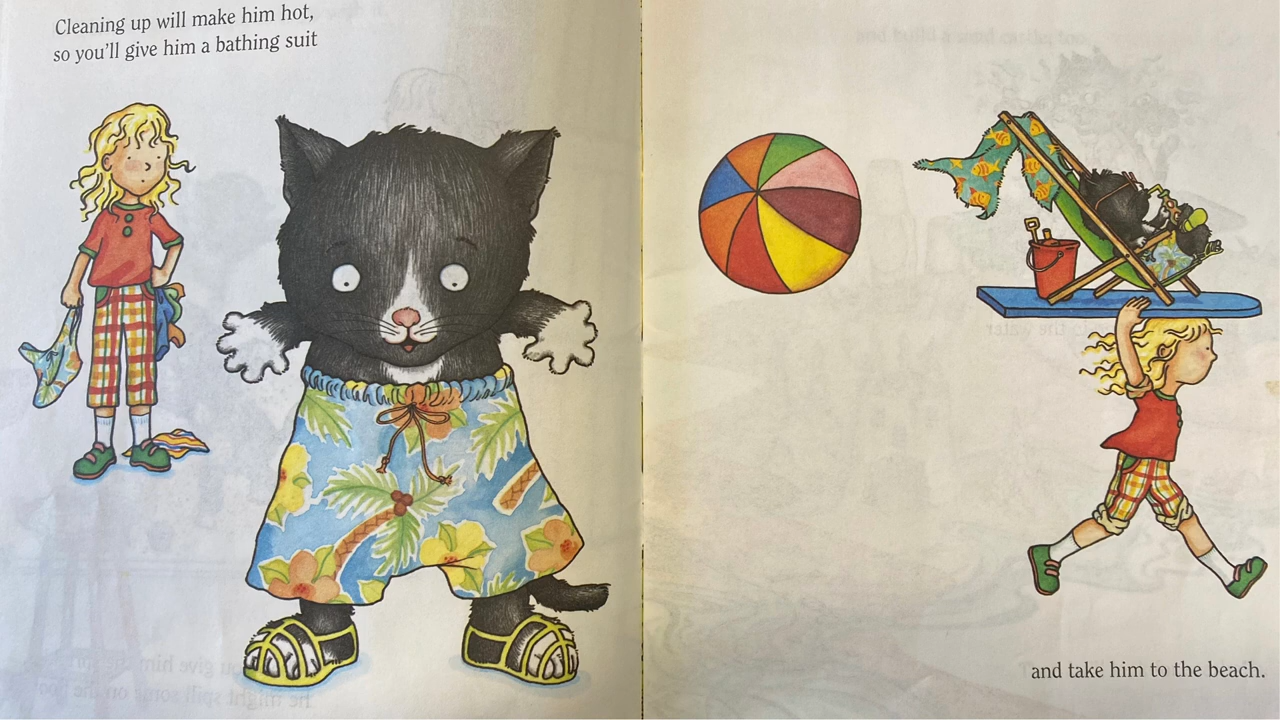 Cleaning up will make him hot,
so you'll give him a bathing suit
and take him to the beach.